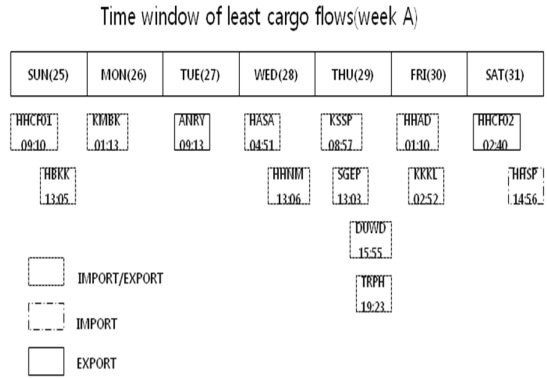 Time window of least cargo flows(week A)
SUN(25) MON(26) TUE(27) WED(28) THU(29) FRI(30) SAT(31)
HHCF01 KMBK ANRY HASA KSSP HHAD HHCF02
09:10 01:13 09:13 04:51 08:57 01:10 02:40
HBKK HHNM SGEP KKKL HHSP
13:05 13:06 13:03 02:52 14:56
DUWD
15:55
TRPH
19:23
IMPORT/EXPORT
IMPORT
EXPORT